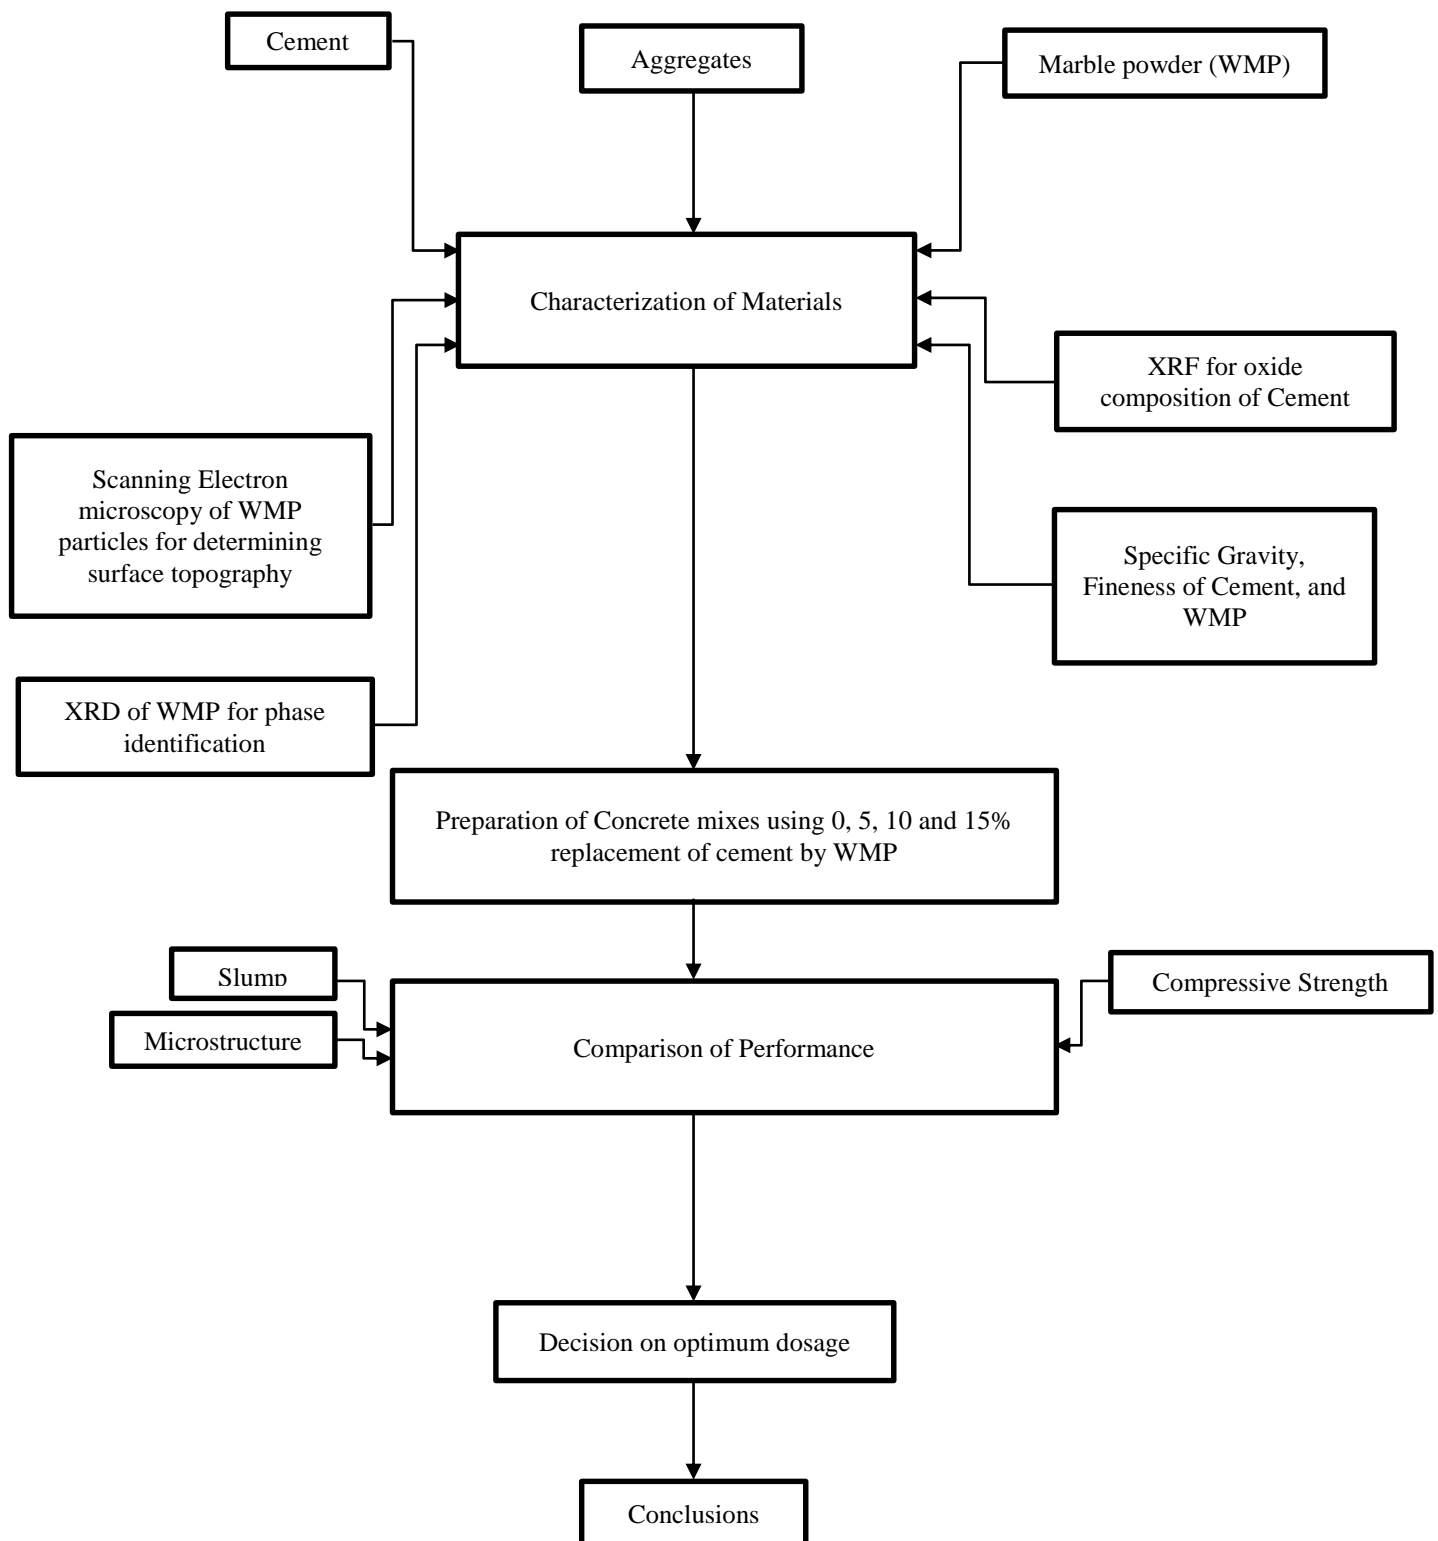 Cement
Aggregates
Marble powder (WMP)
Characterization of Materials
XRF for oxide
composition of Cement
Scanning Electron
microscopy of WMP
particles for determining
surface topography
Specific Gravity,
Fineness of Cement, and
WMP
XRD of WMP for phase
identification
Preparation of Concrete mixes using 0, 5, 10 and 15%
replacement of cement by WMP
Slump
Compressive Strength
Microstructure
Comparison of Performance
Decision on optimum dosage
Conclusions